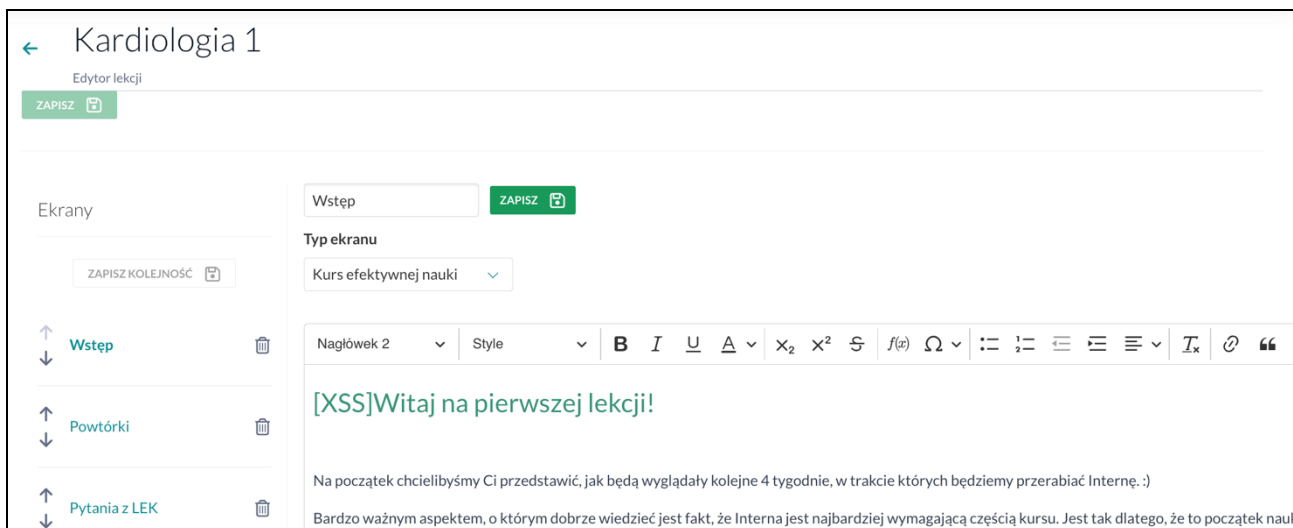 Kardiologia 1
Edytor lekcji
ZAPISZ
Ekrany
Wstęp ZAPISZ
Typ ekranu
ZAPISZ KOLEJNOŚĆ
Kurs efektywnej nauki
Wstęp
Nagłówek 2 Style B I U A x₂ x² S f(x) Ω Tx
[XSS]Witaj na pierwszej lekcji!
Powtórki
Na początek chcielibyśmy Ci przedstawić, jak będą wyglądały kolejne 4 tygodnie, w trakcie których będziemy przerabiać Internę. :)
Pytania z LEK
Bardzo ważnym aspektem, o którym dobrze wiedzieć jest fakt, że Interna jest najbardziej wymagającą częścią kursu. Jest tak dlatego, że to początek